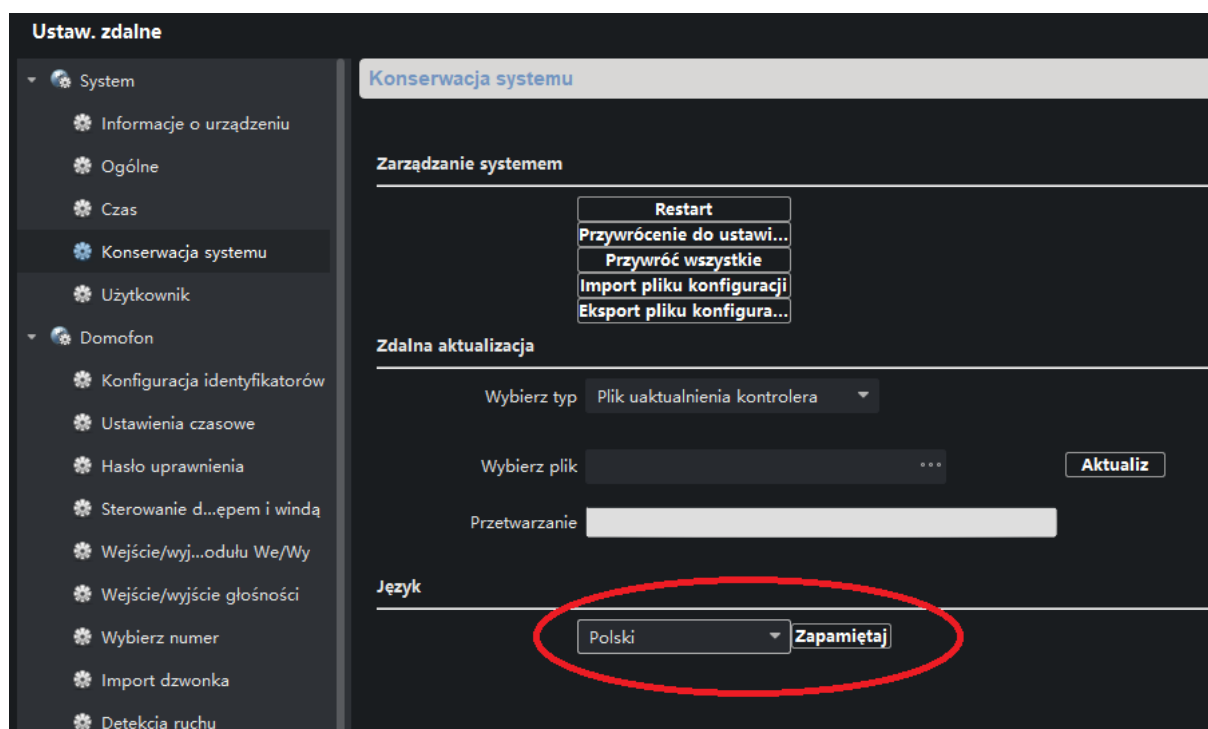 Ustaw. zdalne
System
Informacje o urządzeniu
Ogólne
Czas
Konserwacja systemu
Użytkownik
Domofon
Konfiguracja identyfikatorów
Ustawienia czasowe
Hasło uprawnienia
Sterowanie d...ępem i windą
Wejście/wyj...odułu We/Wy
Wejście/wyjście głośności
Wybierz numer
Import dzwonka
Detekcja ruchu
Konserwacja systemu
Zarządzanie systemem
Restart
Przywrócenie do ustawi...
Przywróć wszystkie
Import pliku konfiguracji
Eksport pliku konfigura...
Zdalna aktualizacja
Wybierz typ Plik uaktualnienia kontrolera
Wybierz plik ... Aktualiz
Przetwarzanie
Język
Polski Zapamiętaj